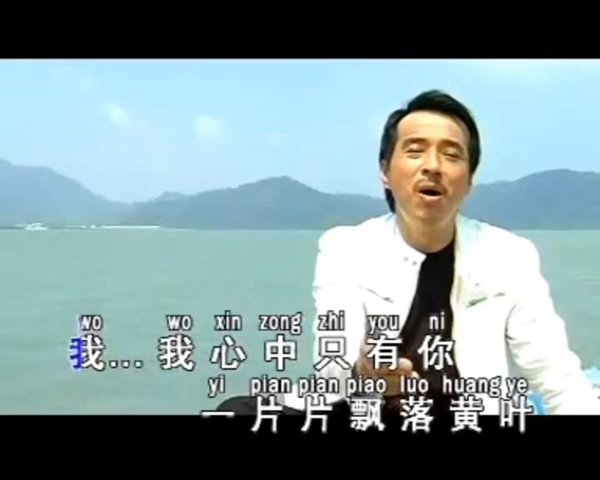 wo wo xin zong zhi you ni
我...我心中只有你
yi pian pian piao luo huang ye
一片片飘落黄叶